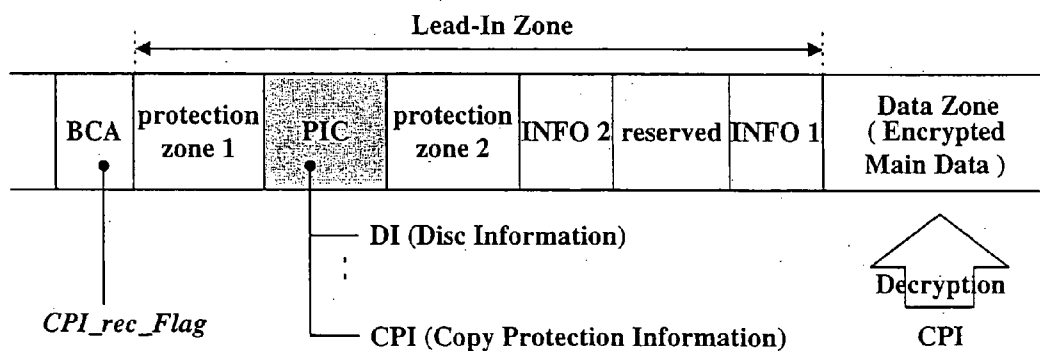 Lead-In Zone
BCA
protection
zone 1
PIC
protection
zone 2
INFO 2
reserved
INFO 1
Data Zone
( Encrypted
Main Data )
DI (Disc Information)
Decryption
CPI_rec_Flag
CPI (Copy Protection Information)
CPI